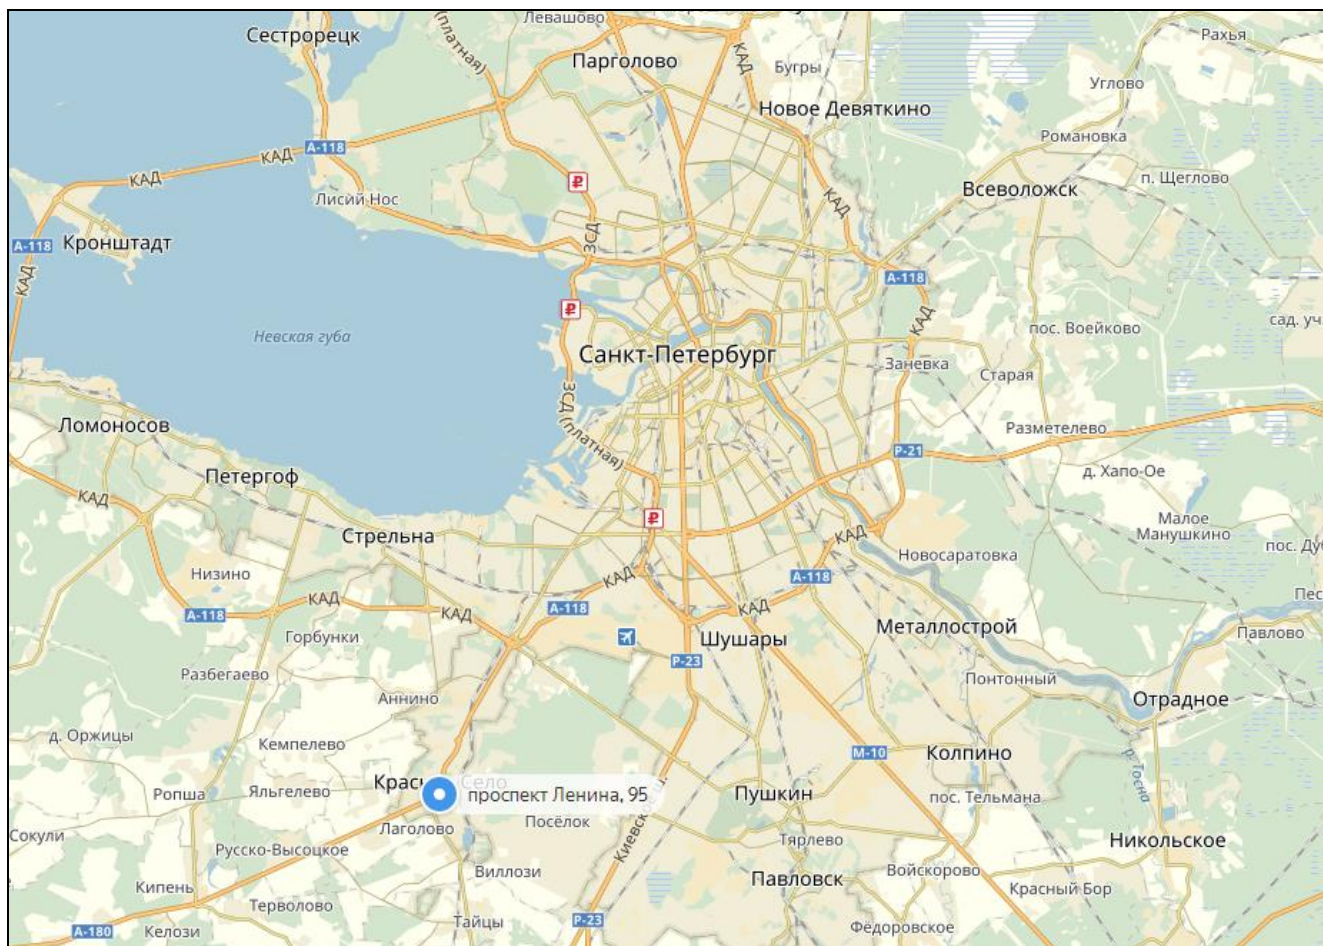 Левашово
Рахья
Сестрорецк
(платная)
Парголово
КАД
Бугры
Углово
Новое Девяткино
Романовка
А-118
КАД
Всеволожск
п. Щеглово
КАД
Лисий Нос
КАД
ЗСД
А-118
Кронштадт
КАД
А-118
КАД
сад. уч
пос. Воейково
Невская губа
Санкт-Петербург
Заневка
Старая
ЗСД (платная)
Ломоносов
Разметелево
Р-21
д. Хапо-Ое
Петергоф
КАД
Малое
Манушкино
Стрельна
КАД
пос. Ду
Новосаратовка
Низино
КАД
А-118
Пес
КАД
А-118
КАД
А-118
КАД
Горбунки
Шушары
Металлострой
Павлово
Р-23
Разбегаево
Понтонный
Аннино
Отрадное
д. Оржицы
Кемпелево
М-10
Колпино
р. Тосна
Крас Село
Ропша
Яльгелево
проспект Ленина, 95
Пушкин
пос. Тельмана
Сокули
Лаголово
Посёлок
Киевск
Тярлево
Никольское
Русско-Высоцкое
Виллози
Войскорово
Кипень
Павловск
Красный Бор
Терволово
Тайцы
Р-23
Фёдоровское
А-180
Келози